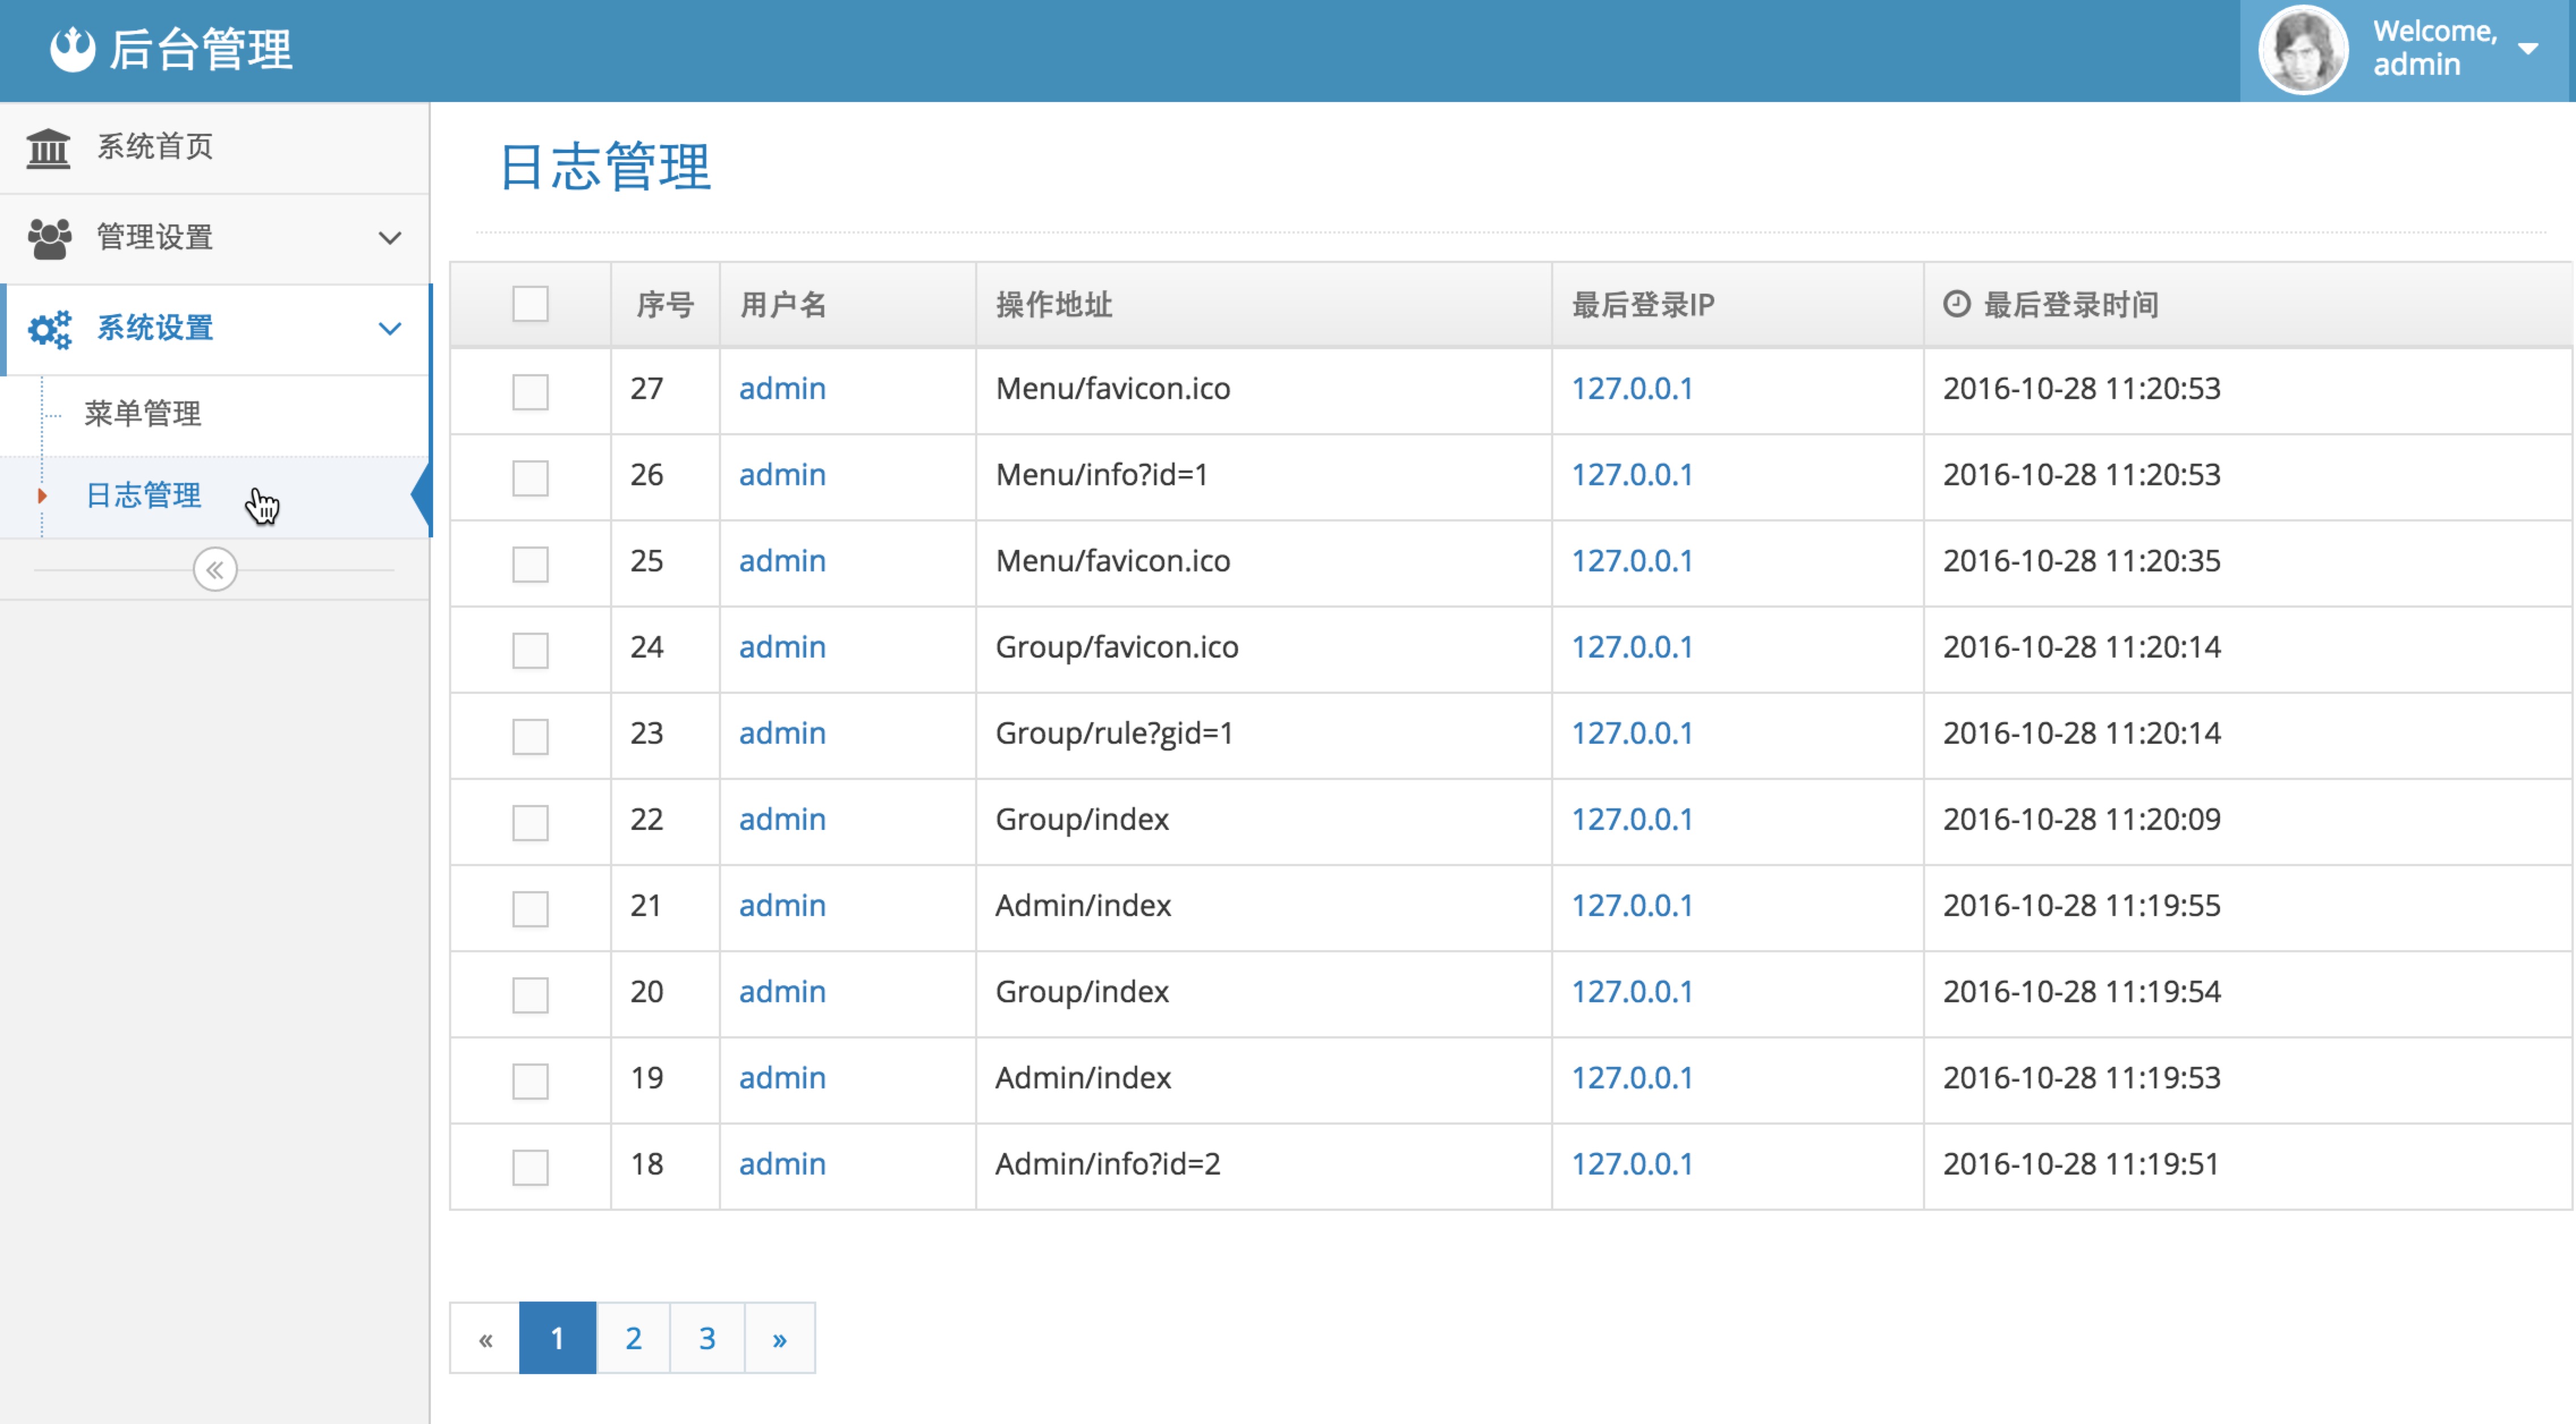 后台管理
Welcome,
admin
系统首页
管理设置
系统设置
菜单管理
日志管理
«
日志管理
序号 用户名 操作地址 最后登录IP 最后登录时间
27 admin Menu/favicon.ico 127.0.0.1 2016-10-28 11:20:53
26 admin Menu/info?id=1 127.0.0.1 2016-10-28 11:20:53
25 admin Menu/favicon.ico 127.0.0.1 2016-10-28 11:20:35
24 admin Group/favicon.ico 127.0.0.1 2016-10-28 11:20:14
23 admin Group/rule?gid=1 127.0.0.1 2016-10-28 11:20:14
22 admin Group/index 127.0.0.1 2016-10-28 11:20:09
21 admin Admin/index 127.0.0.1 2016-10-28 11:19:55
20 admin Group/index 127.0.0.1 2016-10-28 11:19:54
19 admin Admin/index 127.0.0.1 2016-10-28 11:19:53
18 admin Admin/info?id=2 127.0.0.1 2016-10-28 11:19:51
« 1 2 3 »